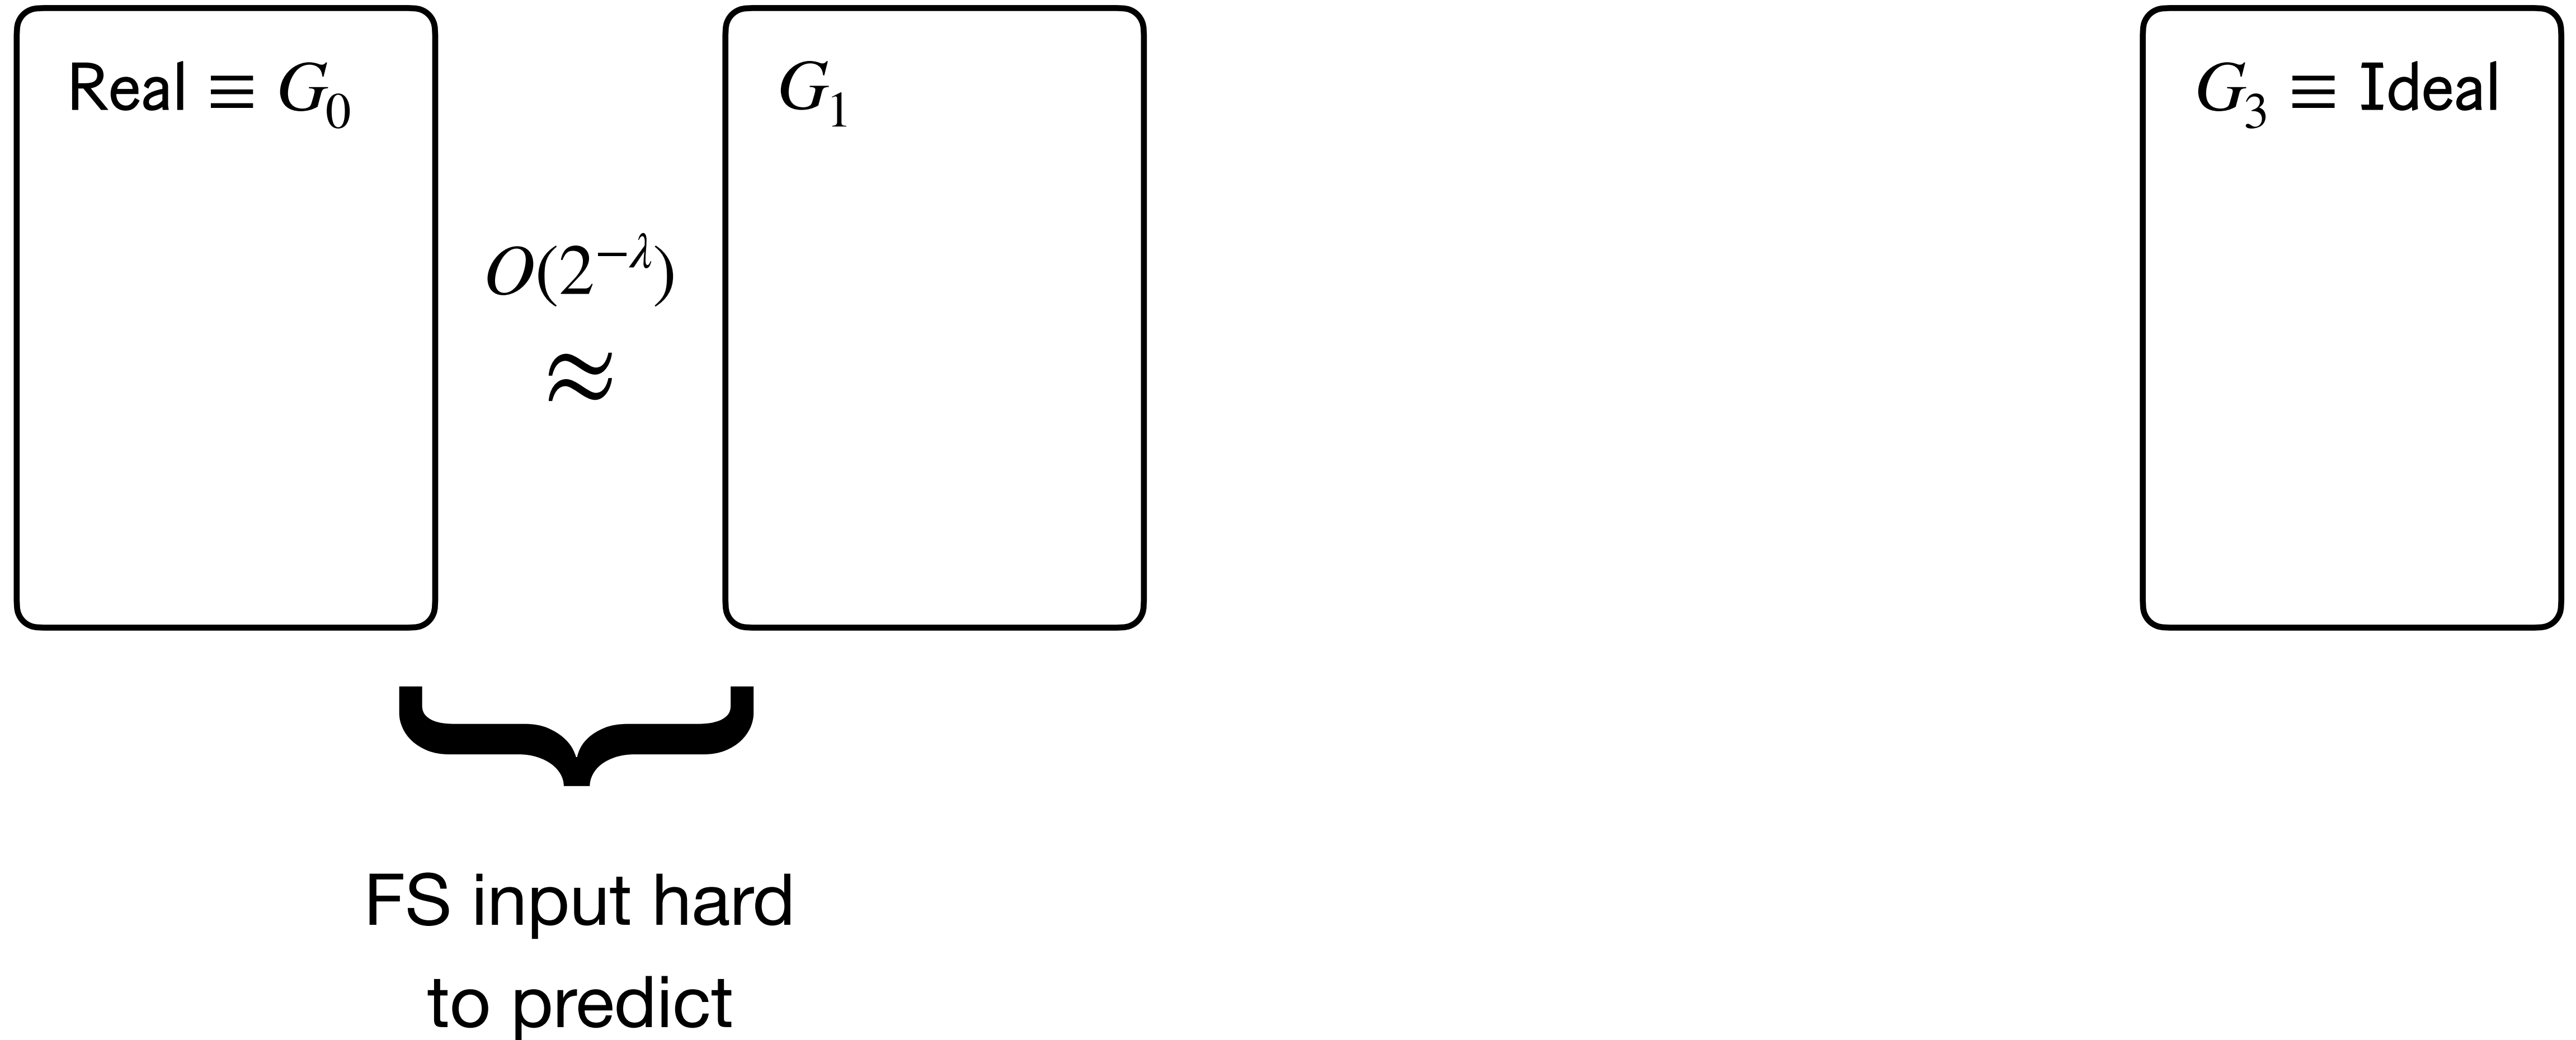 Real ≡ G₀
G₁
G₃ ≡ Ideal
O(2^{−λ})
≈
FS input hard
to predict